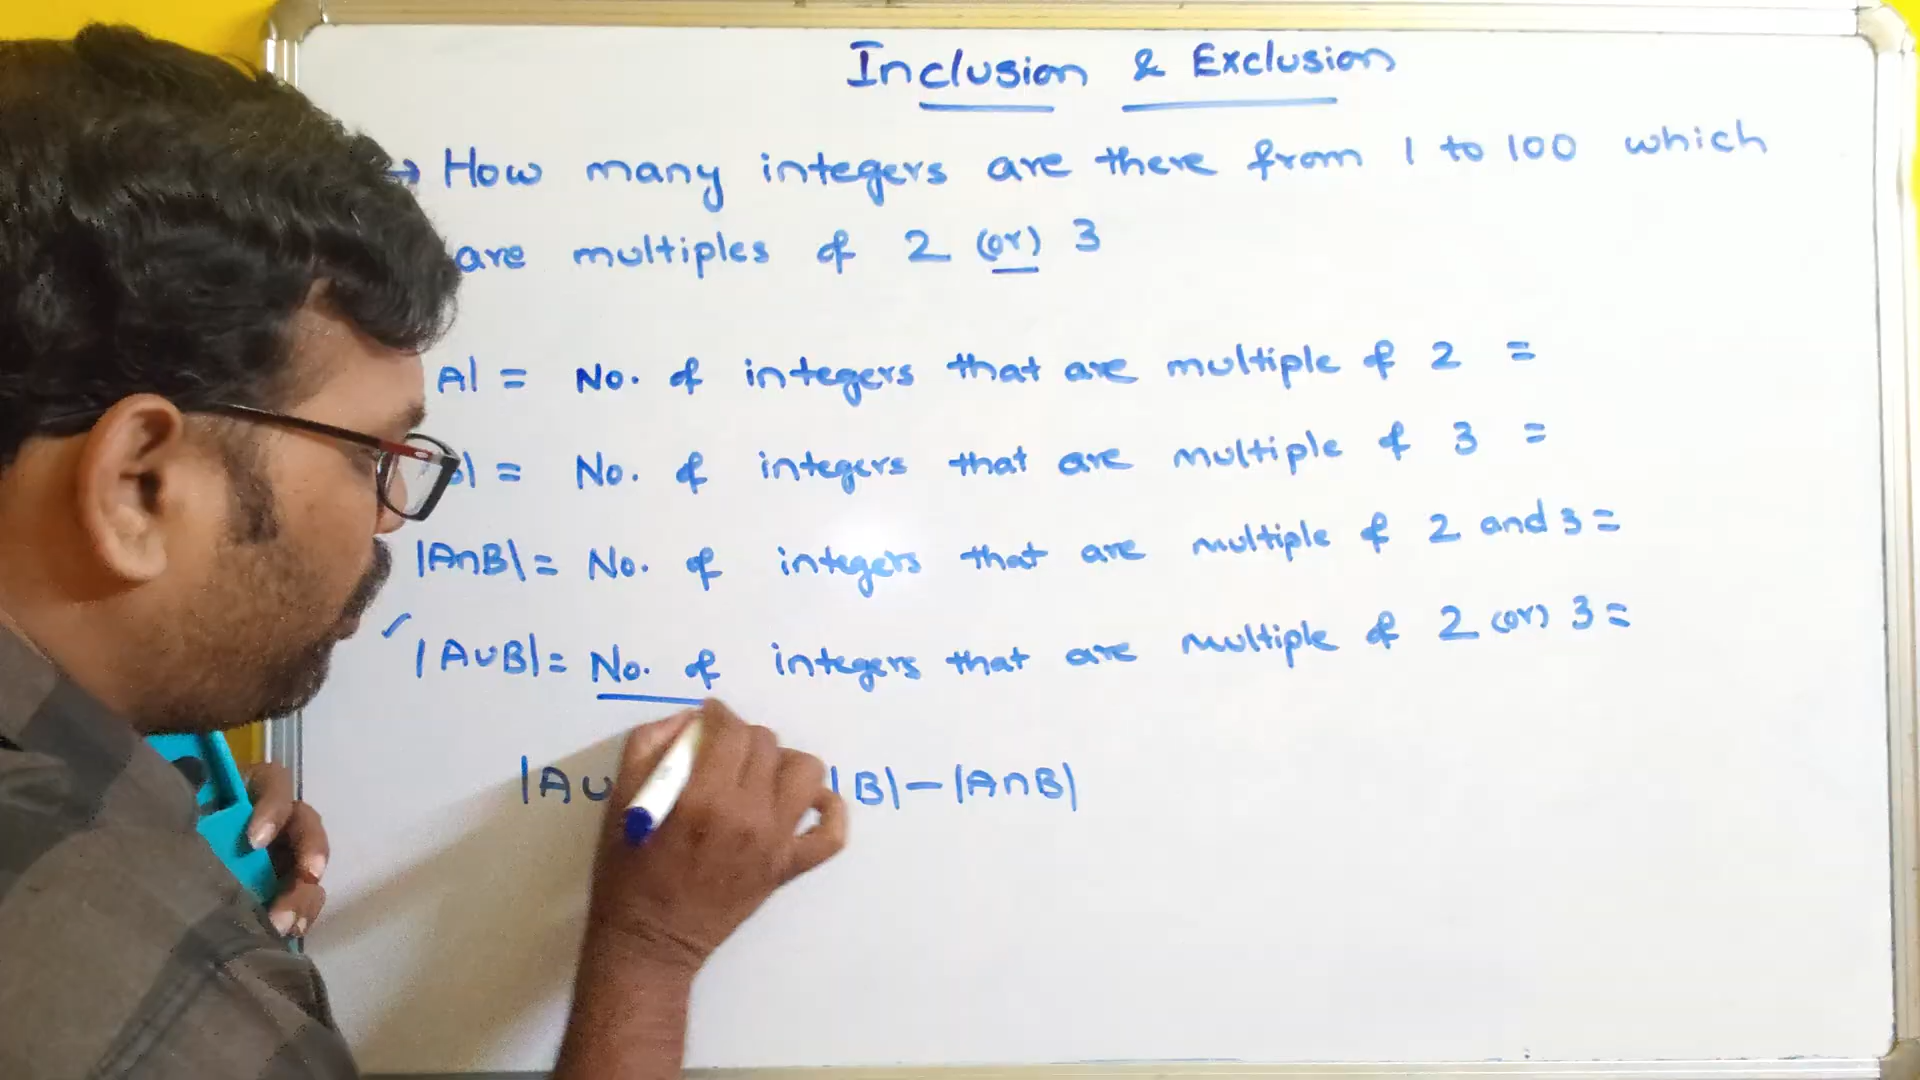 Inclusion & Exclusion
→ How many integers are there from 1 to 100 which
are multiples of 2 (or) 3
A| = No. of integers that are multiple of 2 =
| = No. of integers that are multiple of 3 =
|A∩B| = No. of integers that are multiple of 2 and 3 =
✓ |A∪B| = No. of integers that are multiple of 2 (or) 3 =
|A∪ |B| - |A∩B|